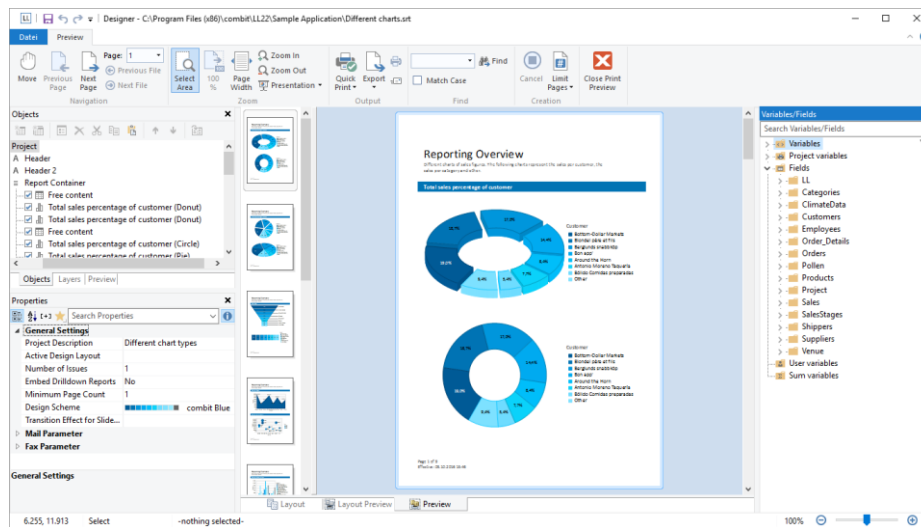 LL Designer - C:\Program Files (x86)\combit\LL22\Sample Application\Different charts.srt
Datei Preview
Move
Previous Page
Next Page
Page: 1
Previous File
Next File
Navigation
Select Area
100 %
Page Width
Zoom In
Zoom Out
Presentation
Zoom
Quick Print
Export
Output
Find
Match Case
Find
Cancel
Limit Pages
Creation
Close Print Preview
Objects
Project
A Header
A Header 2
Report Container
Free content
Total sales percentage of customer (Donut)
Total sales percentage of customer (Donut)
Free content
Total sales percentage of customer (Circle)
Total sales percentage of customer (Pie)
Objects Layers Preview
Properties
Search Properties
General Settings
Project Description Different chart types
Active Design Layout
Number of Issues 1
Embed Drilldown Reports No
Minimum Page Count 1
Design Scheme combit Blue
Transition Effect for Slide...
Mail Parameter
Fax Parameter
General Settings
Reporting Overview
Total sales percentage of customer
Customer
Bottom-Dollar Markets
Blondel père et fils
Berglunds snabbköp
Bon app'
Around the Horn
Antonio Moreno Taquería
Bólido Comidas preparadas
Other
Customer
Bottom-Dollar Markets
Blondel père et fils
Berglunds snabbköp
Bon app'
Around the Horn
Antonio Moreno Taquería
Bólido Comidas preparadas
Other
Layout Layout Preview Preview
Variables/Fields
Search Variables/Fields
Variables
Project variables
Fields
LL
Categories
ClimateData
Customers
Employees
Order_Details
Orders
Pollen
Products
Project
Sales
SalesStages
Shippers
Suppliers
Venue
User variables
Sum variables
6.255, 11.913 Select -nothing selected- 100%